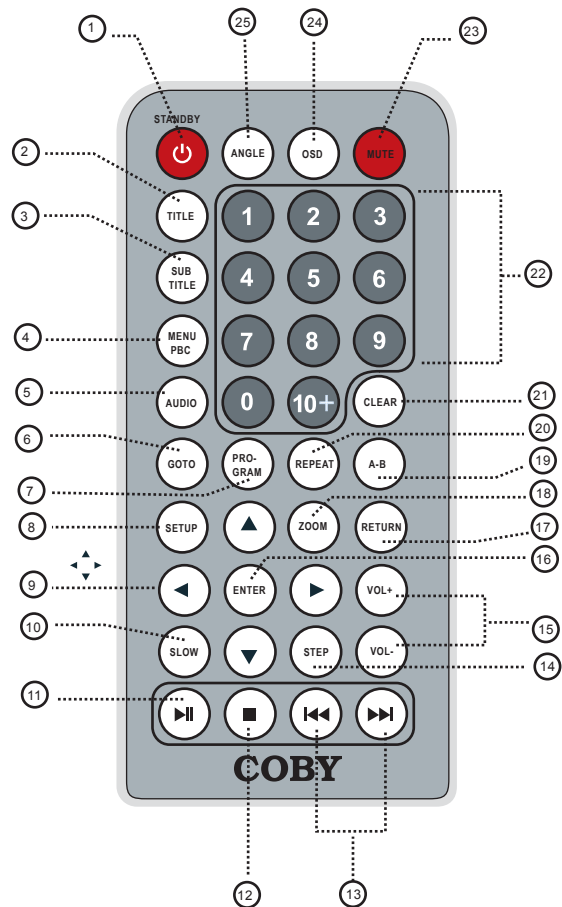 1 25 24 23
STANDBY
ANGLE OSD MUTE
2
TITLE 1 2 3
3
SUB
TITLE 4 5 6
22
4
MENU
PBC 7 8 9
5
AUDIO 0 10+ CLEAR
21
6
20
GOTO PRO-
GRAM REPEAT A-B
19
7
18
8
SETUP ZOOM RETURN
17
16
9
ENTER VOL+
10
15
SLOW STEP VOL-
14
11
COBY
12 13